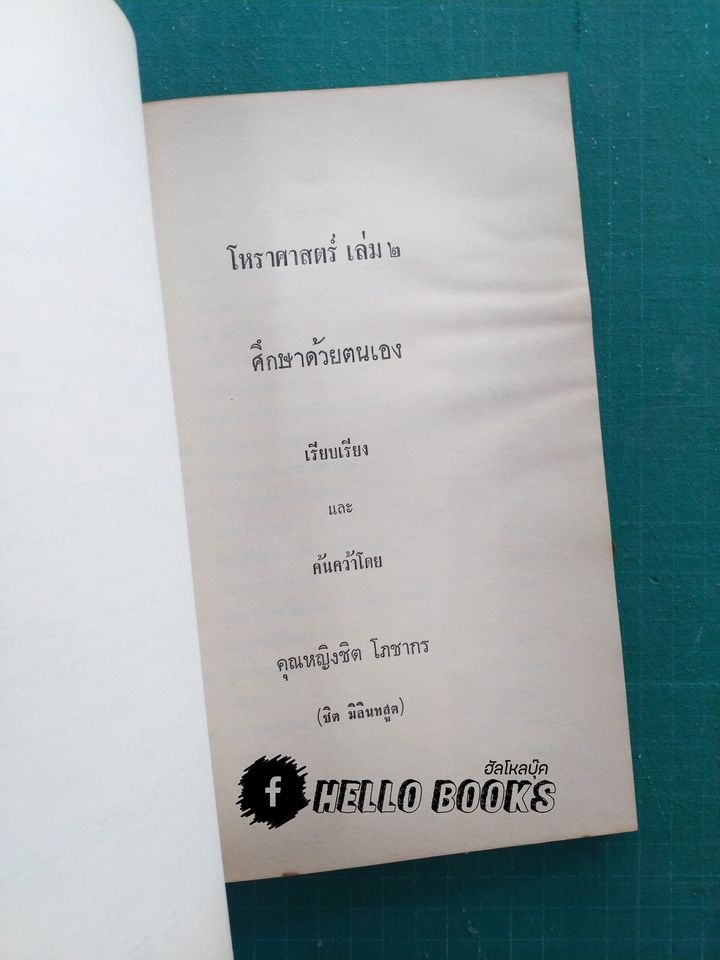 โหราศาสตร์ เล่ม ๒
ศึกษาด้วยตนเอง
เรียบเรียง
และ
ค้นคว้าโดย
คุณหญิงชิต โภชากร
(ชิต มิลินทสูต)
ฮัลโหลบุ๊ค
f HELLO BOOKS